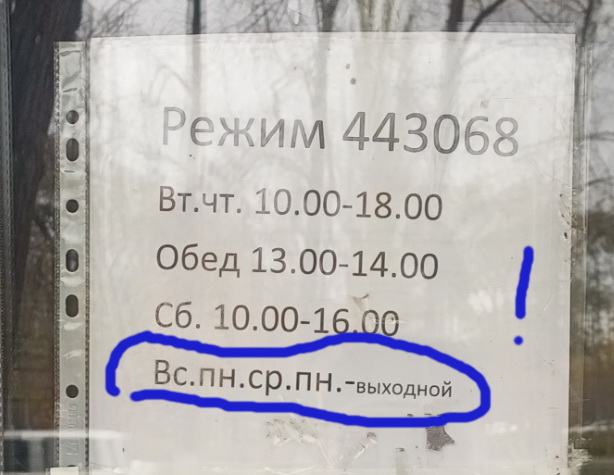 Режим 443068
Вт.чт. 10.00-18.00
Обед 13.00-14.00
Сб. 10.00-16.00
Вс.пн.ср.пн.-выходной
!